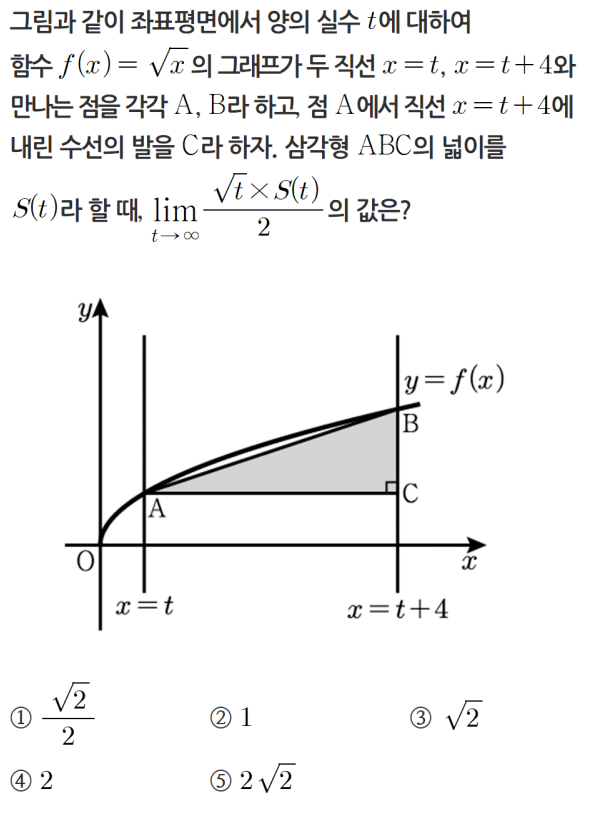 그림과 같이 좌표평면에서 양의 실수 t에 대하여
함수 f(x) = √x 의 그래프가 두 직선 x = t, x = t+4와
만나는 점을 각각 A, B라 하고, 점 A에서 직선 x = t+4에
내린 수선의 발을 C라 하자. 삼각형 ABC의 넓이를
S(t)라 할 때, lim_{t→∞} (√t × S(t))/2 의 값은?
y
y = f(x)
B
C
A
O
x
x = t
x = t+4
① √2/2 ② 1 ③ √2
④ 2 ⑤ 2√2